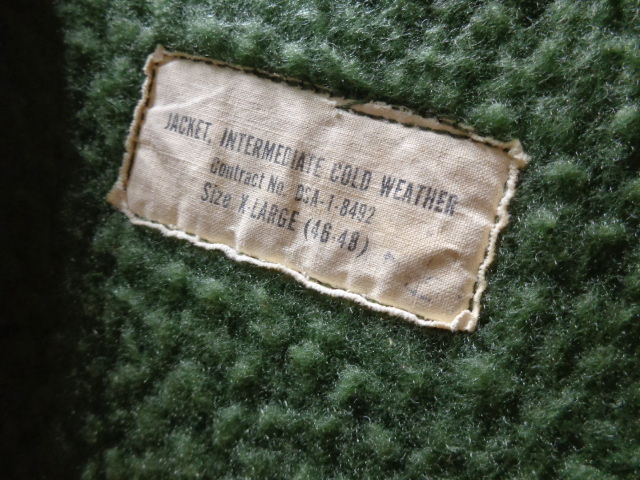 JACKET, INTERMEDIATE COLD WEATHER
Contract No. DSA-1-8492
Size X-LARGE (46-48)